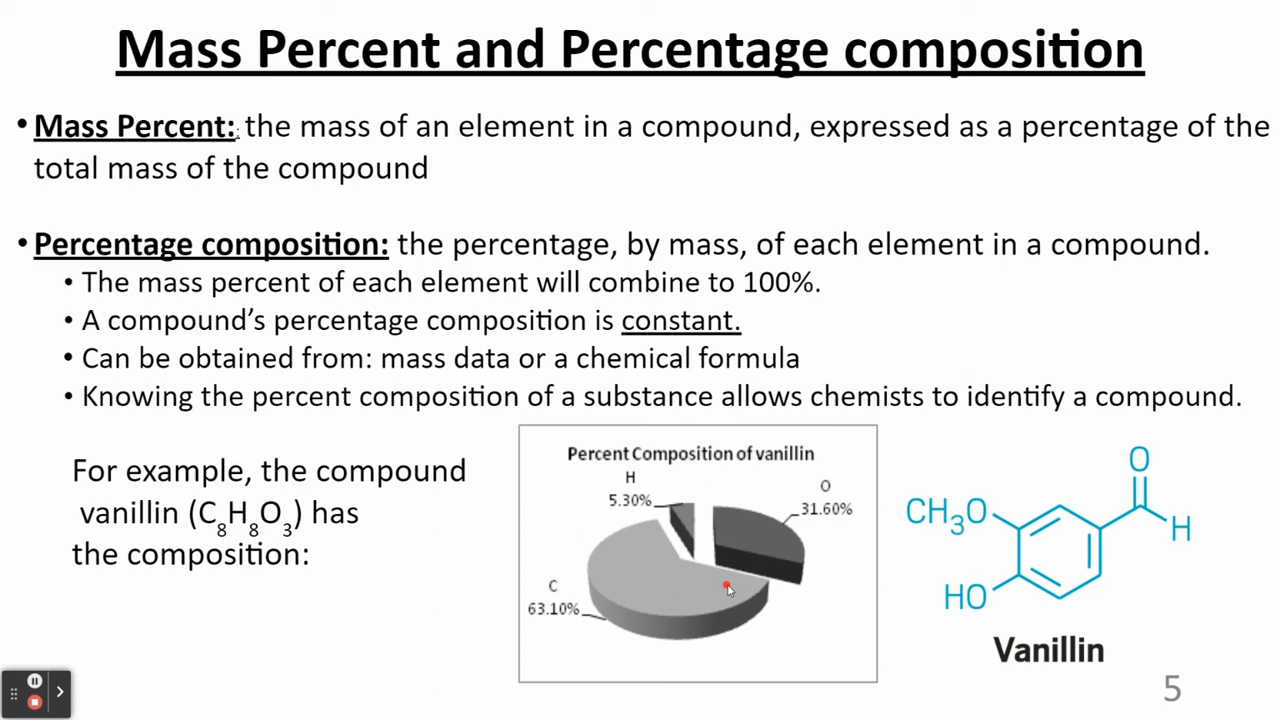 Mass Percent and Percentage composition
• Mass Percent: the mass of an element in a compound, expressed as a percentage of the
total mass of the compound
• Percentage composition: the percentage, by mass, of each element in a compound.
• The mass percent of each element will combine to 100%.
• A compound’s percentage composition is constant.
• Can be obtained from: mass data or a chemical formula
• Knowing the percent composition of a substance allows chemists to identify a compound.
For example, the compound
vanillin (C₈H₈O₃) has
the composition:
Percent Composition of vanillin
H
5.30%
O
31.60%
C
63.10%
O
CH₃O
H
HO
Vanillin
5